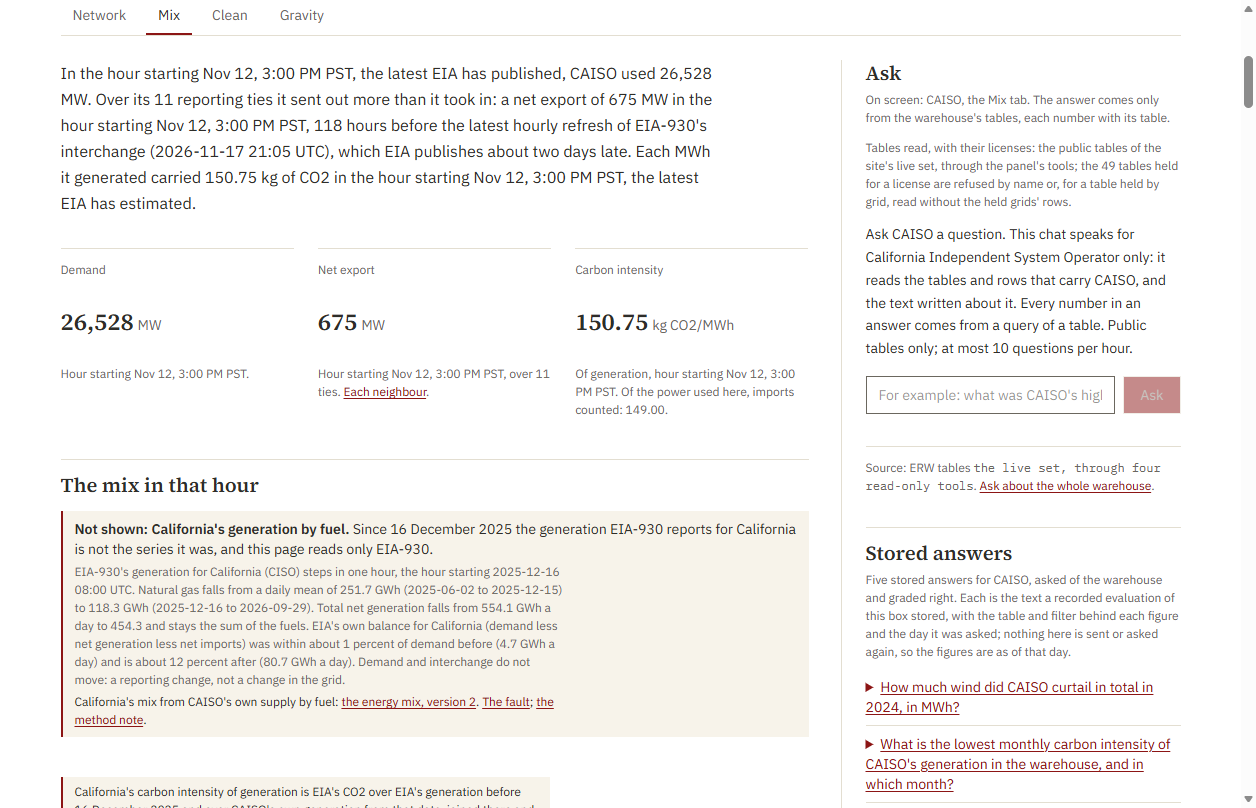 Network Mix Clean Gravity
In the hour starting Nov 12, 3:00 PM PST, the latest EIA has published, CAISO used 26,528
MW. Over its 11 reporting ties it sent out more than it took in: a net export of 675 MW in the
hour starting Nov 12, 3:00 PM PST, 118 hours before the latest hourly refresh of EIA-930's
interchange (2026-11-17 21:05 UTC), which EIA publishes about two days late. Each MWh
it generated carried 150.75 kg of CO2 in the hour starting Nov 12, 3:00 PM PST, the latest
EIA has estimated.
Demand
26,528 MW
Hour starting Nov 12, 3:00 PM PST.
Net export
675 MW
Hour starting Nov 12, 3:00 PM PST, over 11
ties. Each neighbour.
Carbon intensity
150.75 kg CO2/MWh
Of generation, hour starting Nov 12, 3:00
PM PST. Of the power used here, imports
counted: 149.00.
The mix in that hour
Not shown: California's generation by fuel. Since 16 December 2025 the generation EIA-930 reports for California
is not the series it was, and this page reads only EIA-930.
EIA-930's generation for California (CISO) steps in one hour, the hour starting 2025-12-16
08:00 UTC. Natural gas falls from a daily mean of 251.7 GWh (2025-06-02 to 2025-12-15)
to 118.3 GWh (2025-12-16 to 2026-09-29). Total net generation falls from 554.1 GWh a
day to 454.3 and stays the sum of the fuels. EIA's own balance for California (demand less
net generation less net imports) was within about 1 percent of demand before (4.7 GWh a
day) and is about 12 percent after (80.7 GWh a day). Demand and interchange do not
move: a reporting change, not a change in the grid.
California's mix from CAISO's own supply by fuel: the energy mix, version 2. The fault; the
method note.
California's carbon intensity of generation is EIA's CO2 over EIA's generation before
Ask
On screen: CAISO, the Mix tab. The answer comes only
from the warehouse's tables, each number with its table.
Tables read, with their licenses: the public tables of the
site's live set, through the panel's tools; the 49 tables held
for a license are refused by name or, for a table held by
grid, read without the held grids' rows.
Ask CAISO a question. This chat speaks for
California Independent System Operator only: it
reads the tables and rows that carry CAISO, and
the text written about it. Every number in an
answer comes from a query of a table. Public
tables only; at most 10 questions per hour.
For example: what was CAISO's higl Ask
Source: ERW tables the live set, through four
read-only tools. Ask about the whole warehouse.
Stored answers
Five stored answers for CAISO, asked of the warehouse
and graded right. Each is the text a recorded evaluation of
this box stored, with the table and filter behind each figure
and the day it was asked; nothing here is sent or asked
again, so the figures are as of that day.
How much wind did CAISO curtail in total in
2024, in MWh?
What is the lowest monthly carbon intensity of
CAISO's generation in the warehouse, and in
which month?